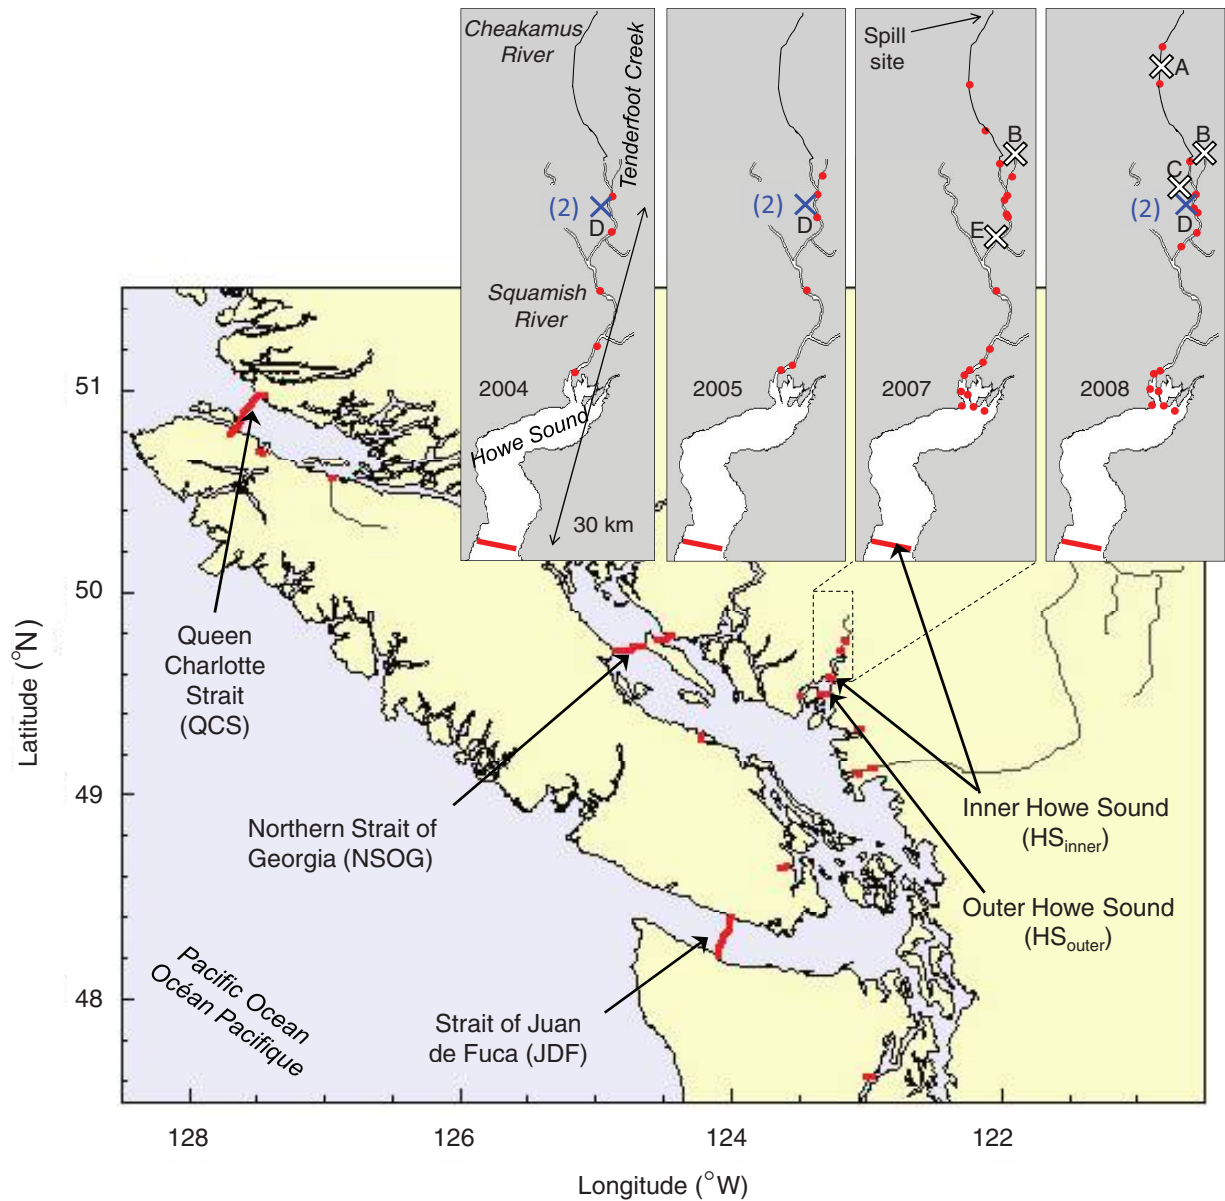 Cheakamus
River
Tenderfoot Creek
(2)
D
Squamish
River
2004
Howe Sound
30 km
(2)
D
2005
Spill
site
B
E
2007
A
B
C
(2)
D
2008
51
50
49
48
Latitude (°N)
Queen
Charlotte
Strait
(QCS)
Northern Strait of
Georgia (NSOG)
Inner Howe Sound
(HSinner)
Outer Howe Sound
(HSouter)
Pacific Ocean
Océan Pacifique
Strait of Juan
de Fuca (JDF)
128
126
124
122
Longitude (°W)